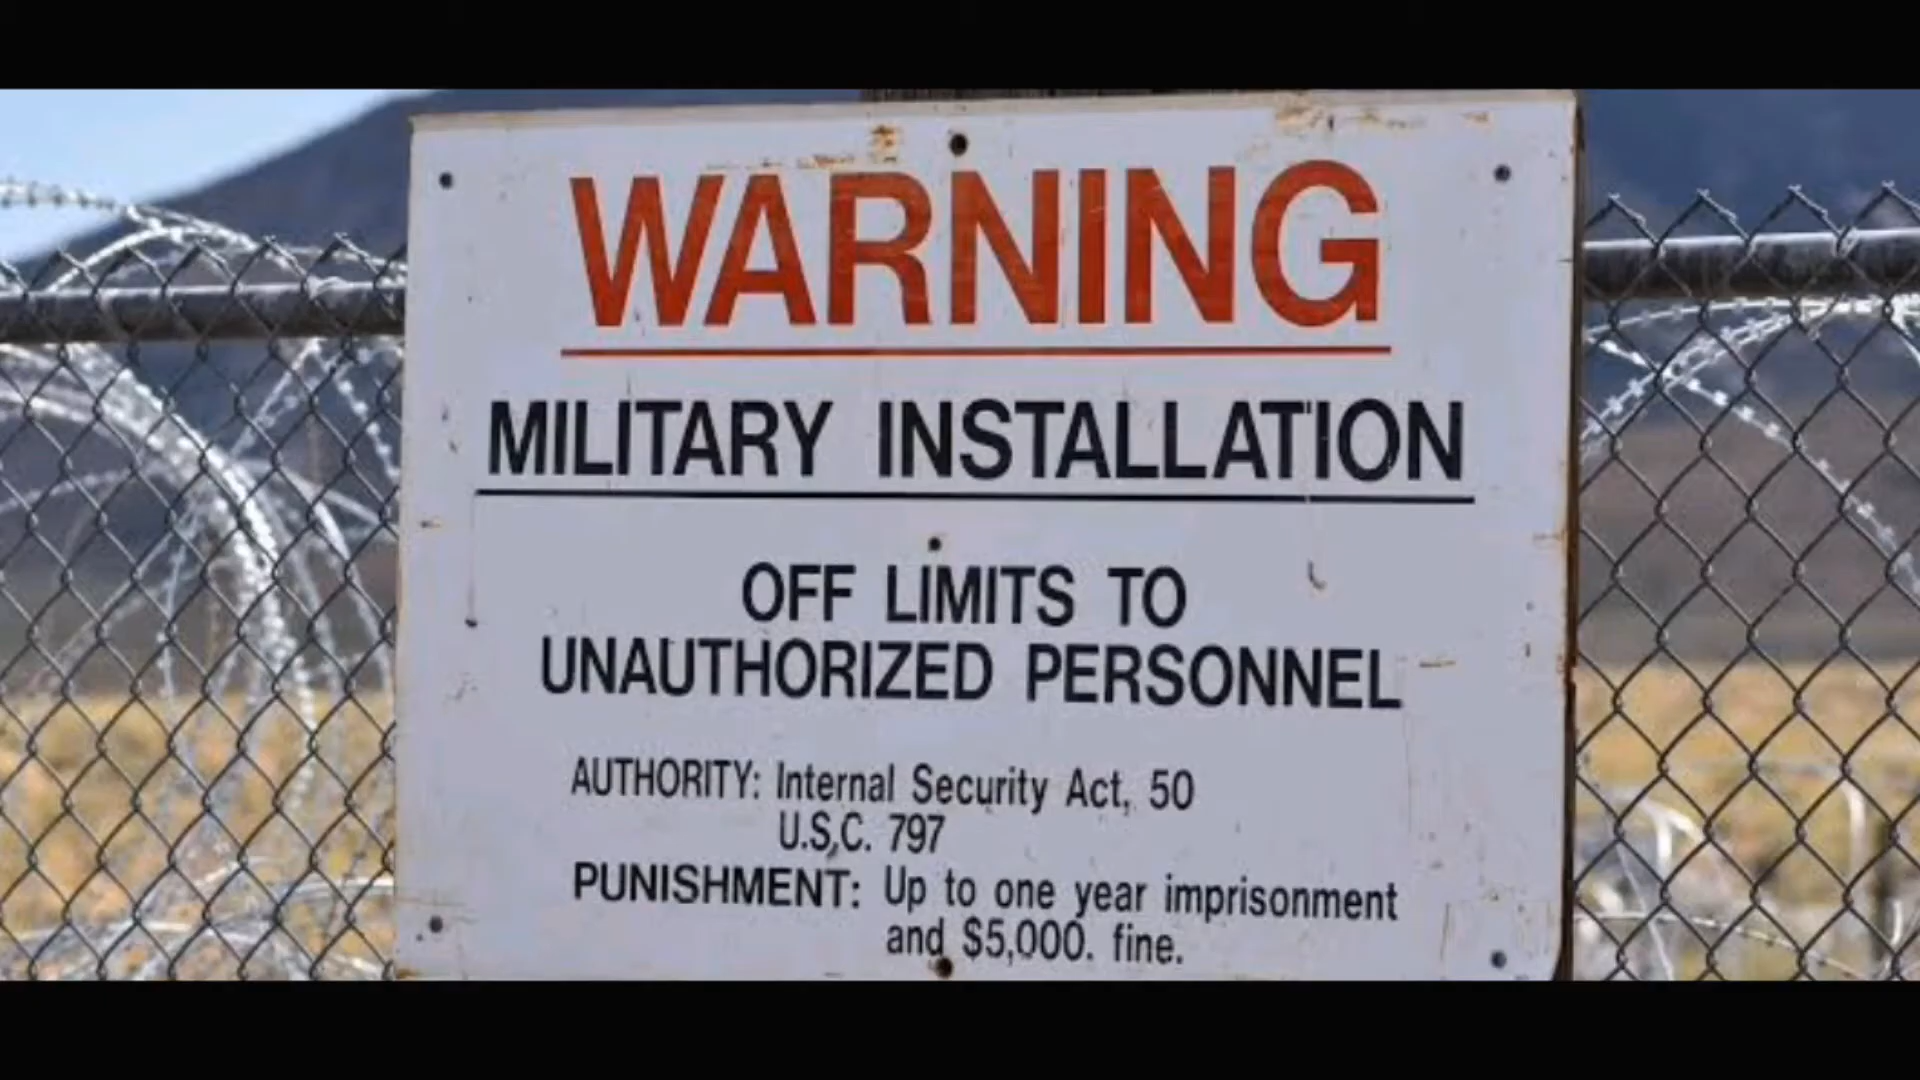 WARNING
MILITARY INSTALLATION
OFF LIMITS TO
UNAUTHORIZED PERSONNEL
AUTHORITY: Internal Security Act, 50
U.S.C. 797
PUNISHMENT: Up to one year imprisonment
and $5,000. fine.